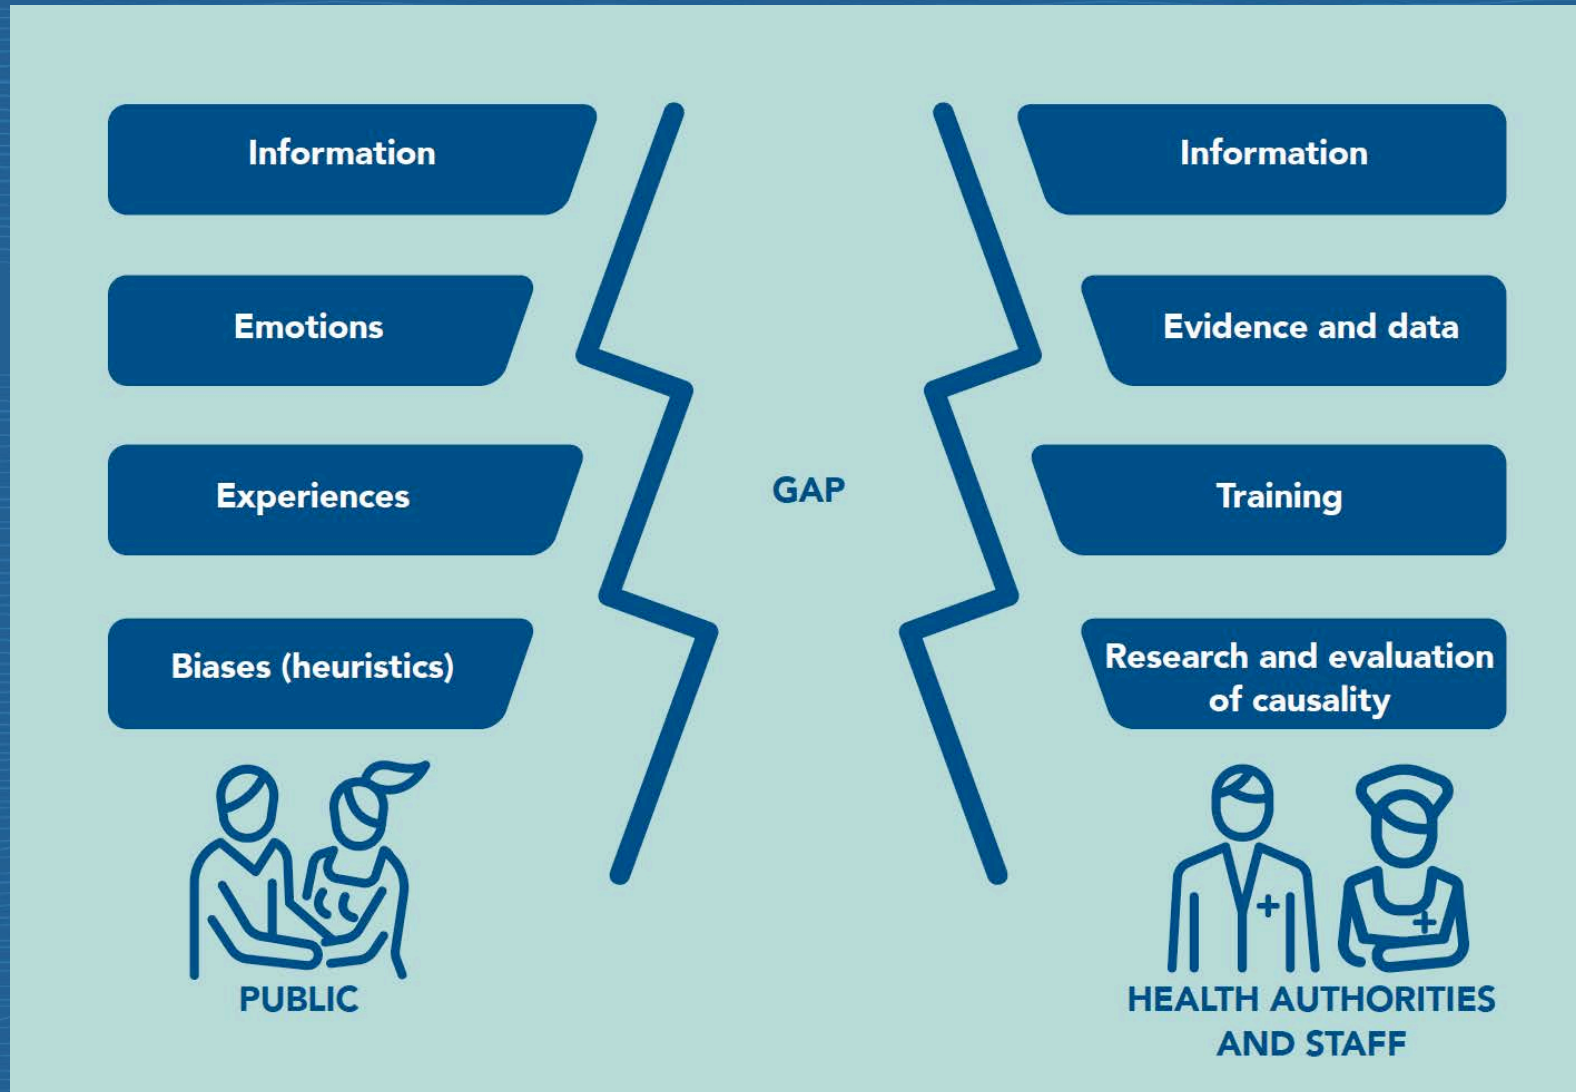 Information
Emotions
Experiences
Biases (heuristics)
PUBLIC
GAP
Information
Evidence and data
Training
Research and evaluation
of causality
HEALTH AUTHORITIES
AND STAFF